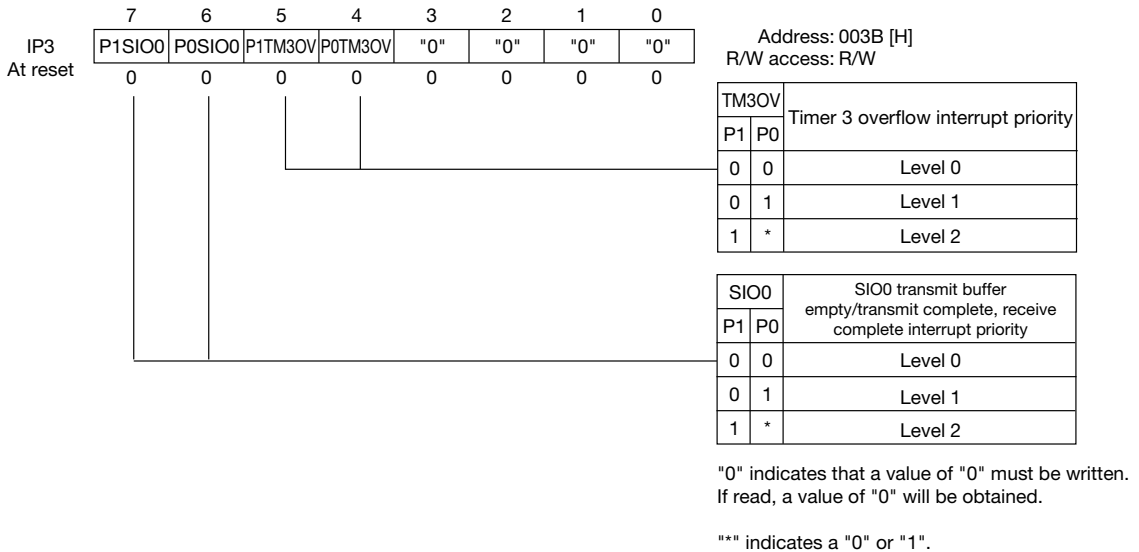 7 6 5 4 3 2 1 0
IP3 P1SIO0 P0SIO0 P1TM3OV P0TM3OV "0" "0" "0" "0"
At reset 0 0 0 0 0 0 0 0
Address: 003B [H]
R/W access: R/W
TM3OV Timer 3 overflow interrupt priority
P1 P0
0 0 Level 0
0 1 Level 1
1 * Level 2
SIO0 SIO0 transmit buffer
empty/transmit complete, receive
P1 P0 complete interrupt priority
0 0 Level 0
0 1 Level 1
1 * Level 2
"0" indicates that a value of "0" must be written.
If read, a value of "0" will be obtained.
"*" indicates a "0" or "1".